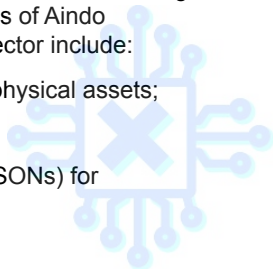 s of Aindo
ector include:
physical assets;
SONs) for